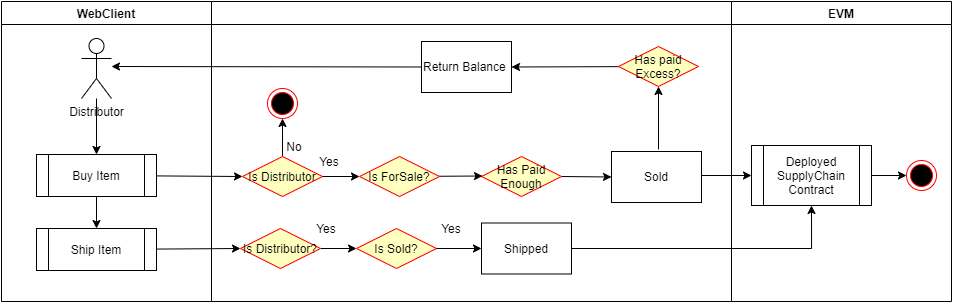 WebClient
EVM
Has paid
Excess?
Return Balance
Distributor
No
Yes
Buy Item
Is Distributor
Is ForSale?
Has Paid
Enough
Sold
Deployed
SupplyChain
Contract
Yes
Yes
Ship Item
Is Distributor?
Is Sold?
Shipped